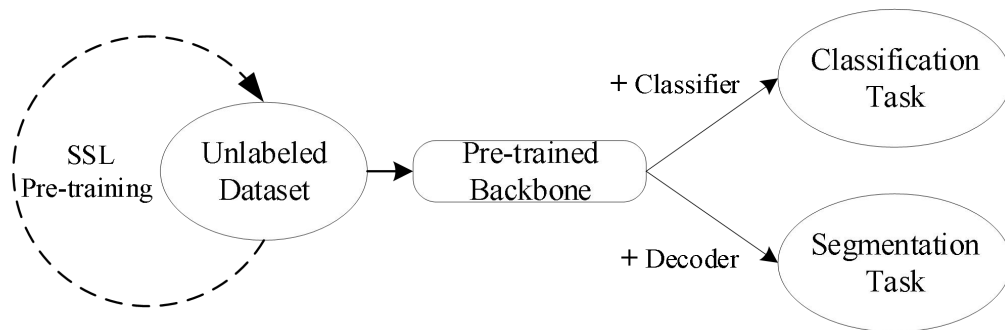 SSL
Pre-training
Unlabeled
Dataset
Pre-trained
Backbone
+ Classifier
Classification
Task
+ Decoder
Segmentation
Task